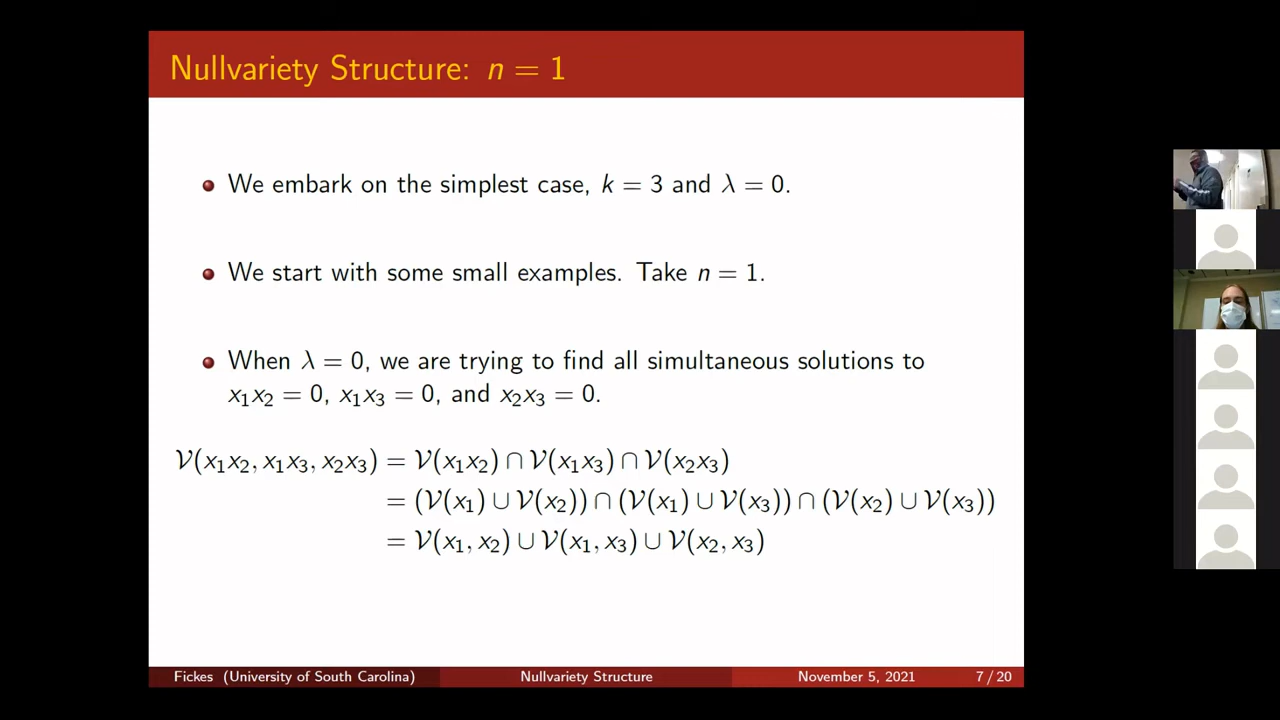 Nullvariety Structure: n = 1
We embark on the simplest case, k = 3 and λ = 0.
We start with some small examples. Take n = 1.
When λ = 0, we are trying to find all simultaneous solutions to
x₁x₂ = 0, x₁x₃ = 0, and x₂x₃ = 0.
𝒱(x₁x₂, x₁x₃, x₂x₃) = 𝒱(x₁x₂) ∩ 𝒱(x₁x₃) ∩ 𝒱(x₂x₃)
= (𝒱(x₁) ∪ 𝒱(x₂)) ∩ (𝒱(x₁) ∪ 𝒱(x₃)) ∩ (𝒱(x₂) ∪ 𝒱(x₃))
= 𝒱(x₁, x₂) ∪ 𝒱(x₁, x₃) ∪ 𝒱(x₂, x₃)
Fickes (University of South Carolina) Nullvariety Structure November 5, 2021 7 / 20